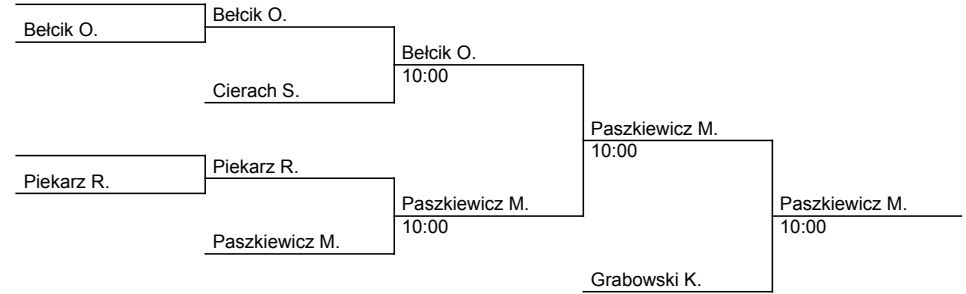 Bełcik O.
Bełcik O.
Bełcik O.
10:00
Cierach S.
Paszkiewicz M.
10:00
Piekarz R.
Piekarz R.
Paszkiewicz M.
10:00
Paszkiewicz M.
Paszkiewicz M.
10:00
Grabowski K.